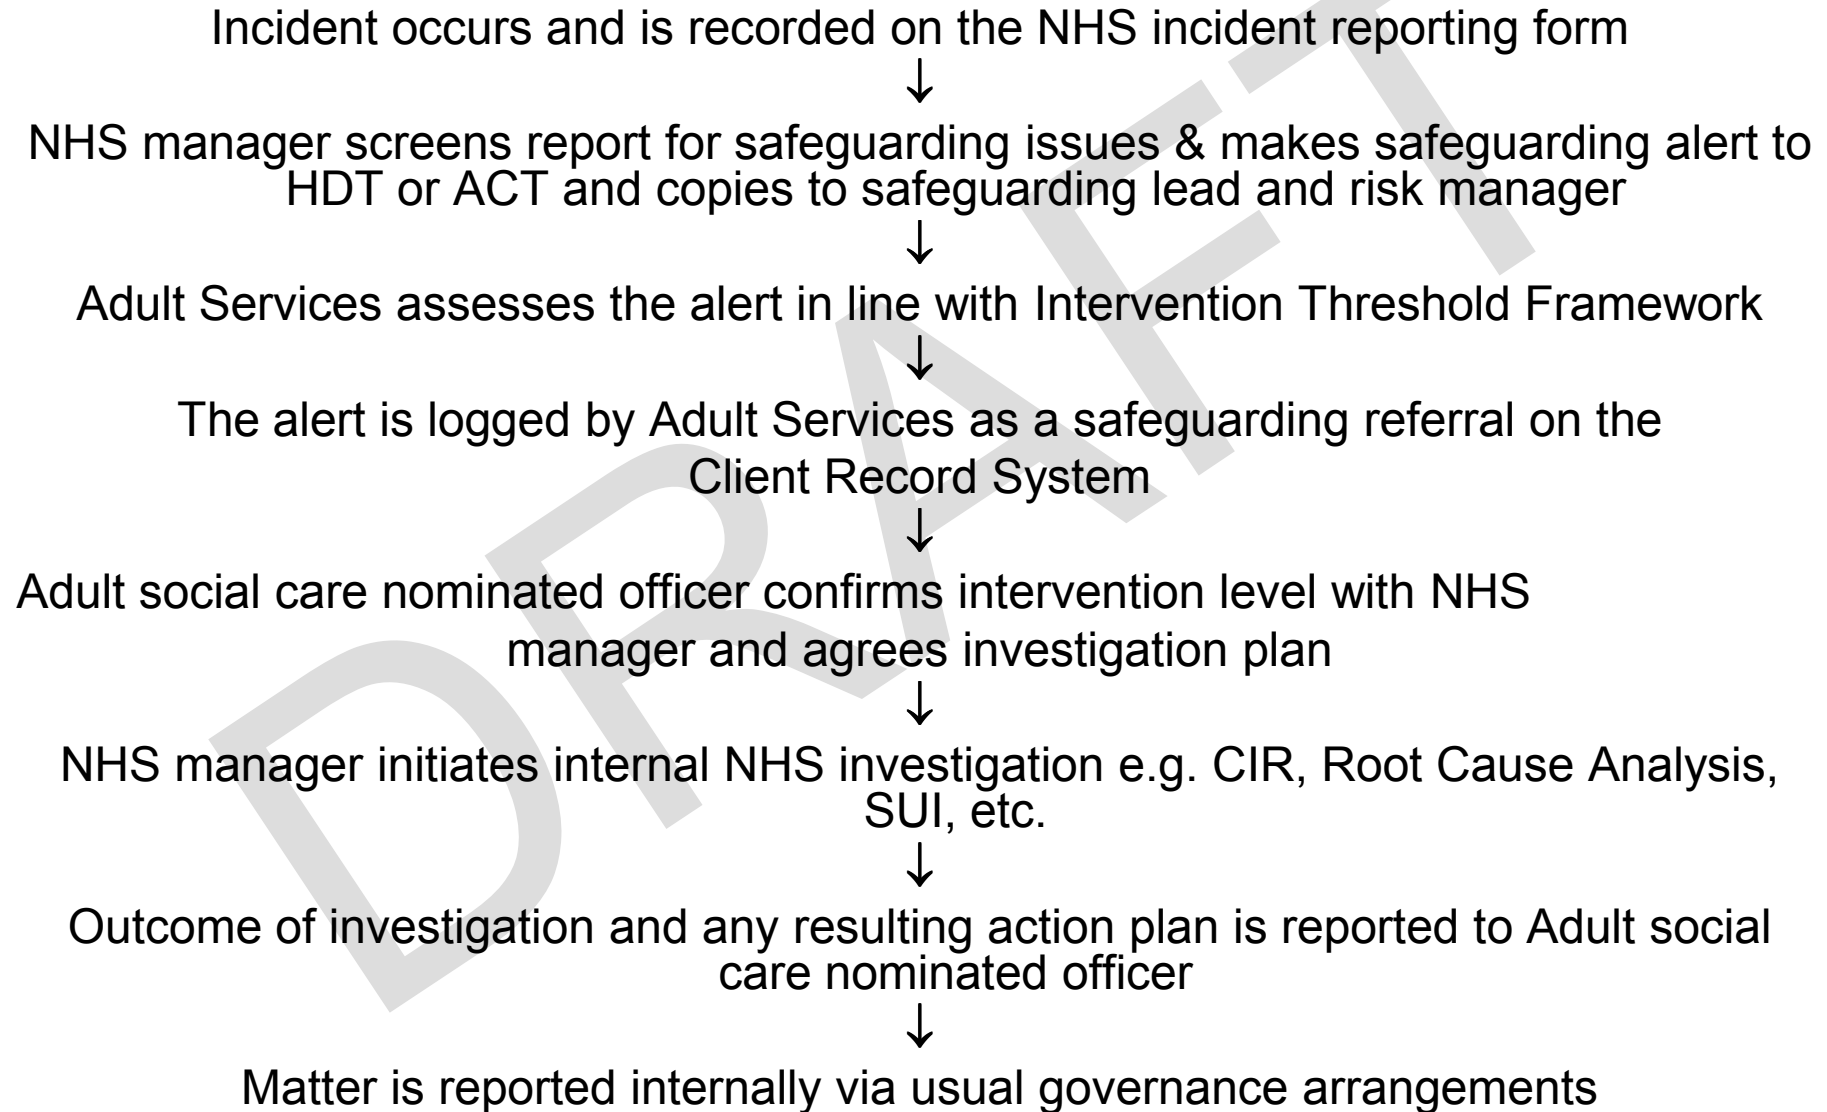 Incident occurs and is recorded on the NHS incident reporting form
↓
NHS manager screens report for safeguarding issues & makes safeguarding alert to
HDT or ACT and copies to safeguarding lead and risk manager
↓
Adult Services assesses the alert in line with Intervention Threshold Framework
↓
The alert is logged by Adult Services as a safeguarding referral on the
Client Record System
↓
Adult social care nominated officer confirms intervention level with NHS
manager and agrees investigation plan
↓
NHS manager initiates internal NHS investigation e.g. CIR, Root Cause Analysis,
SUI, etc.
↓
Outcome of investigation and any resulting action plan is reported to Adult social
care nominated officer
↓
Matter is reported internally via usual governance arrangements
DRAFT